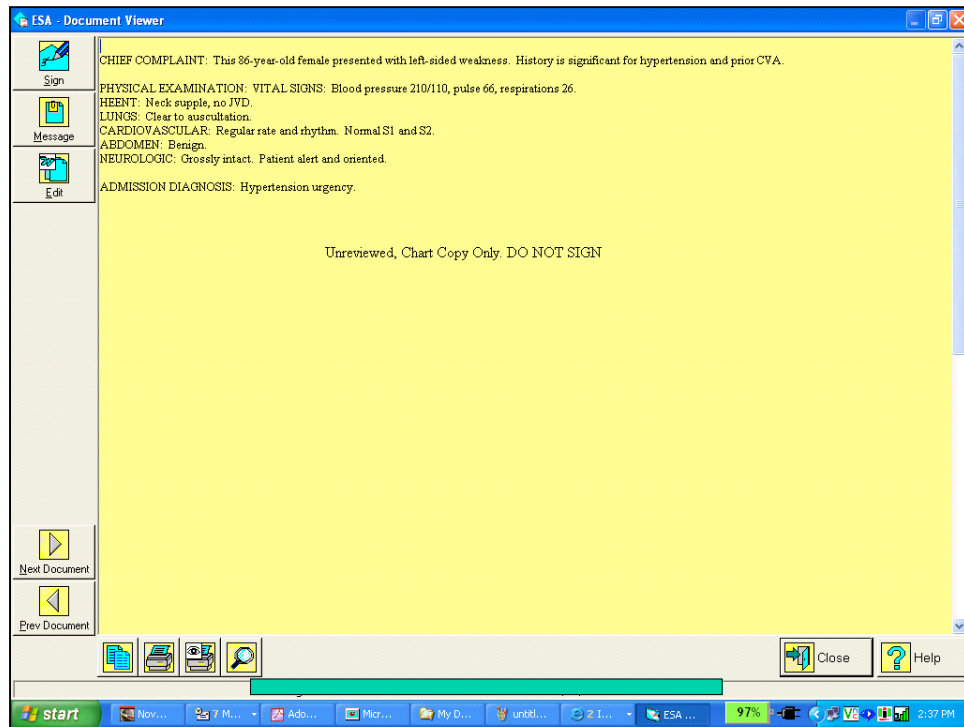 ESA - Document Viewer
Sign
Message
Edit
CHIEF COMPLAINT: This 86-year-old female presented with left-sided weakness. History is significant for hypertension and prior CVA.
PHYSICAL EXAMINATION: VITAL SIGNS: Blood pressure 210/110, pulse 66, respirations 26.
HEENT: Neck supple, no JVD.
LUNGS: Clear to auscultation.
CARDIOVASCULAR: Regular rate and rhythm. Normal S1 and S2.
ABDOMEN: Benign.
NEUROLOGIC: Grossly intact. Patient alert and oriented.
ADMISSION DIAGNOSIS: Hypertension urgency.
Unreviewed, Chart Copy Only. DO NOT SIGN
Next Document
Prev Document
Close
Help
start
Nov...
7 M...
Ado...
Micr...
My D...
untitl...
2 I...
ESA ...
97%
2:37 PM